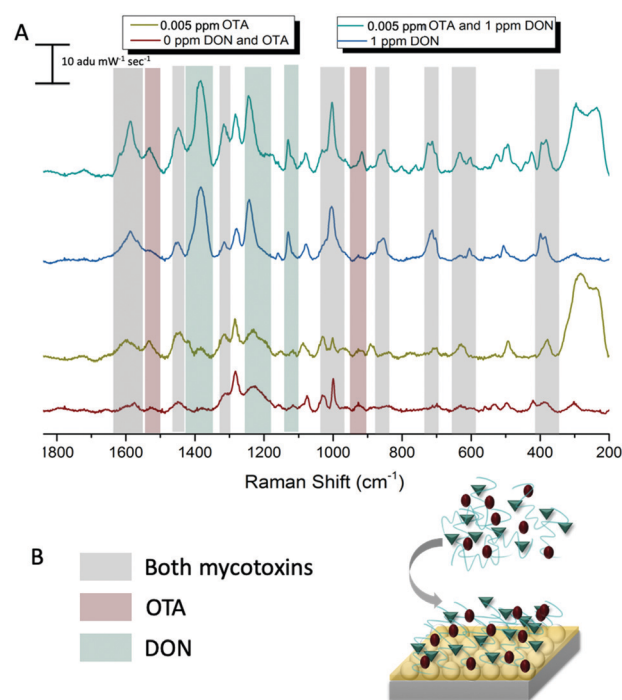 A
0.005 ppm OTA
0 ppm DON and OTA
0.005 ppm OTA and 1 ppm DON
1 ppm DON
10 adu mW⁻¹ sec⁻¹
1800 1600 1400 1200 1000 800 600 400 200
Raman Shift (cm⁻¹)
B
Both mycotoxins
OTA
DON